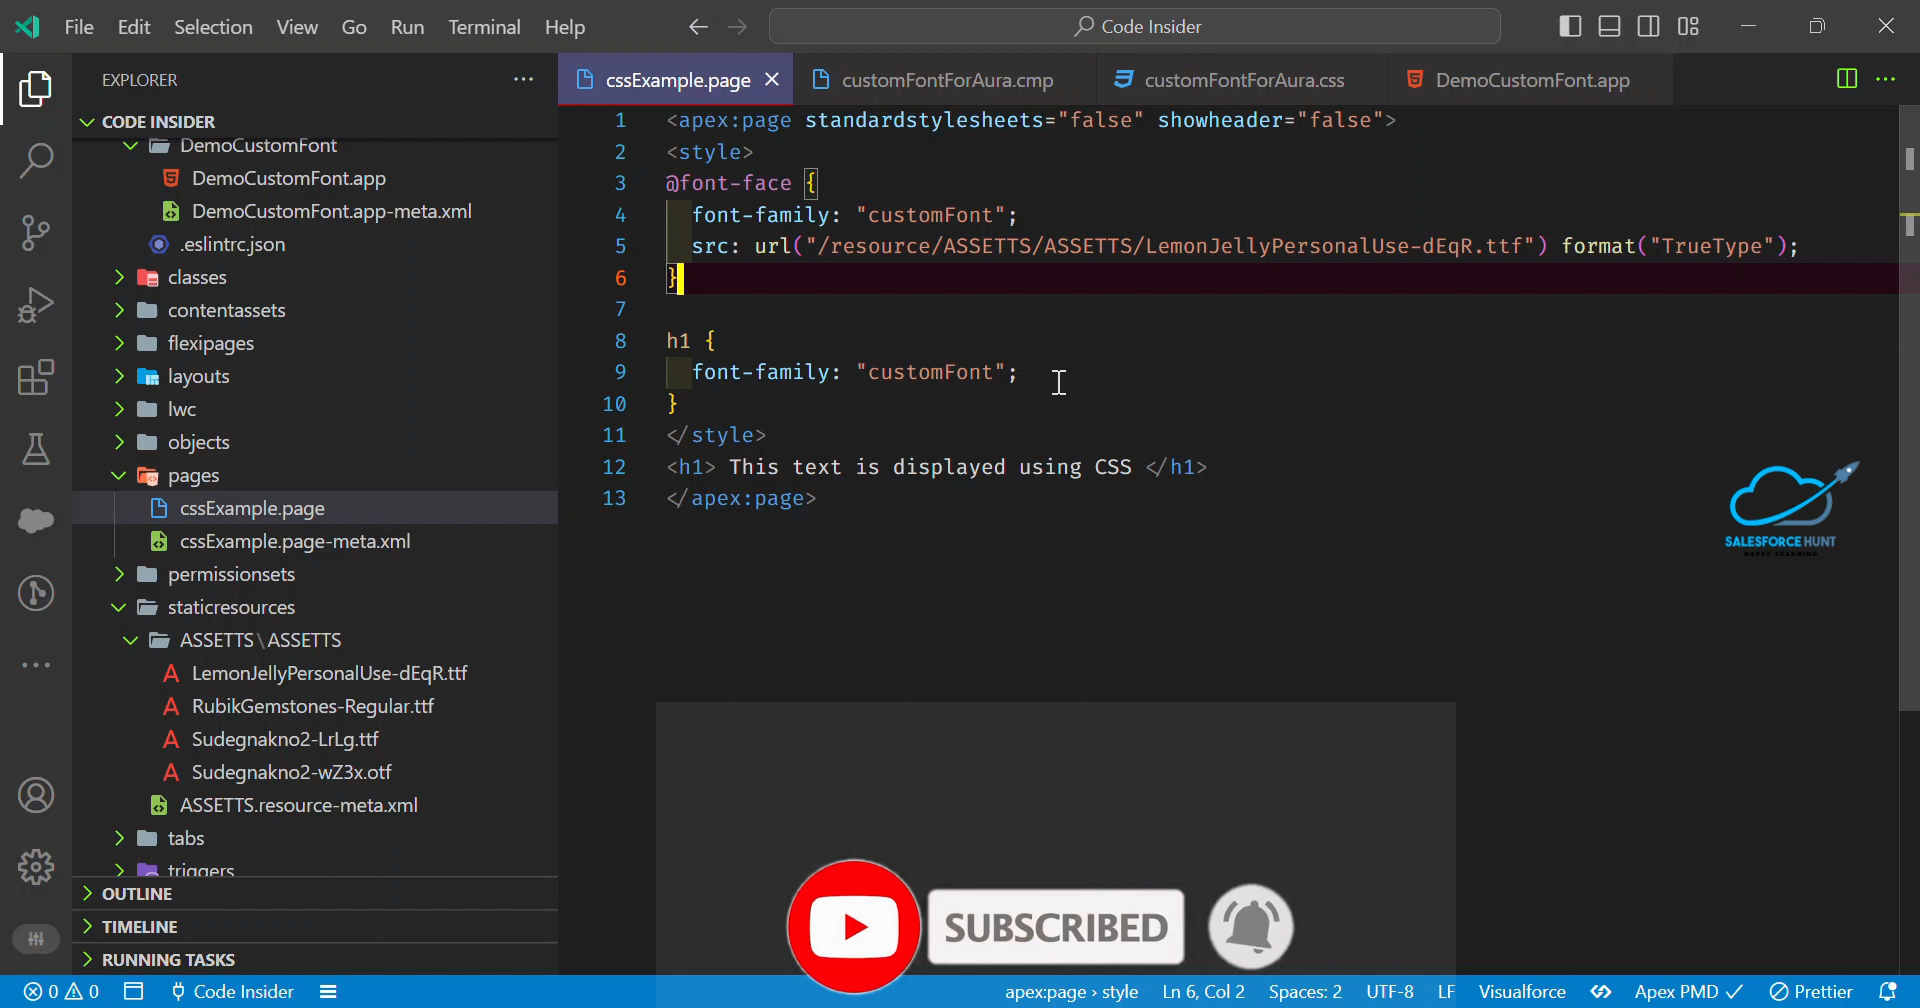 File Edit Selection View Go Run Terminal Help
Code Insider
EXPLORER
CODE INSIDER
DemoCustomFont
DemoCustomFont.app
DemoCustomFont.app-meta.xml
.eslintrc.json
classes
contentassets
flexipages
layouts
lwc
objects
pages
cssExample.page
cssExample.page-meta.xml
permissionsets
staticresources
ASSETTS\ASSETTS
LemonJellyPersonalUse-dEqR.ttf
RubikGemstones-Regular.ttf
Sudegnakno2-LrLg.ttf
Sudegnakno2-wZ3x.otf
ASSETTS.resource-meta.xml
tabs
triggers
OUTLINE
TIMELINE
RUNNING TASKS
cssExample.page customFontForAura.cmp customFontForAura.css DemoCustomFont.app
1 <apex:page standardstylesheets="false" showheader="false">
2 <style>
3 @font-face {
4 font-family: "customFont";
5 src: url("/resource/ASSETTS/ASSETTS/LemonJellyPersonalUse-dEqR.ttf") format("TrueType");
6 }
7
8 h1 {
9 font-family: "customFont";
10 }
11 </style>
12 <h1> This text is displayed using CSS </h1>
13 </apex:page>
SALESFORCE HUNT
HAPPY LEARNING
SUBSCRIBED
0 0 Code Insider apex:page › style Ln 6, Col 2 Spaces: 2 UTF-8 LF Visualforce Apex PMD Prettier